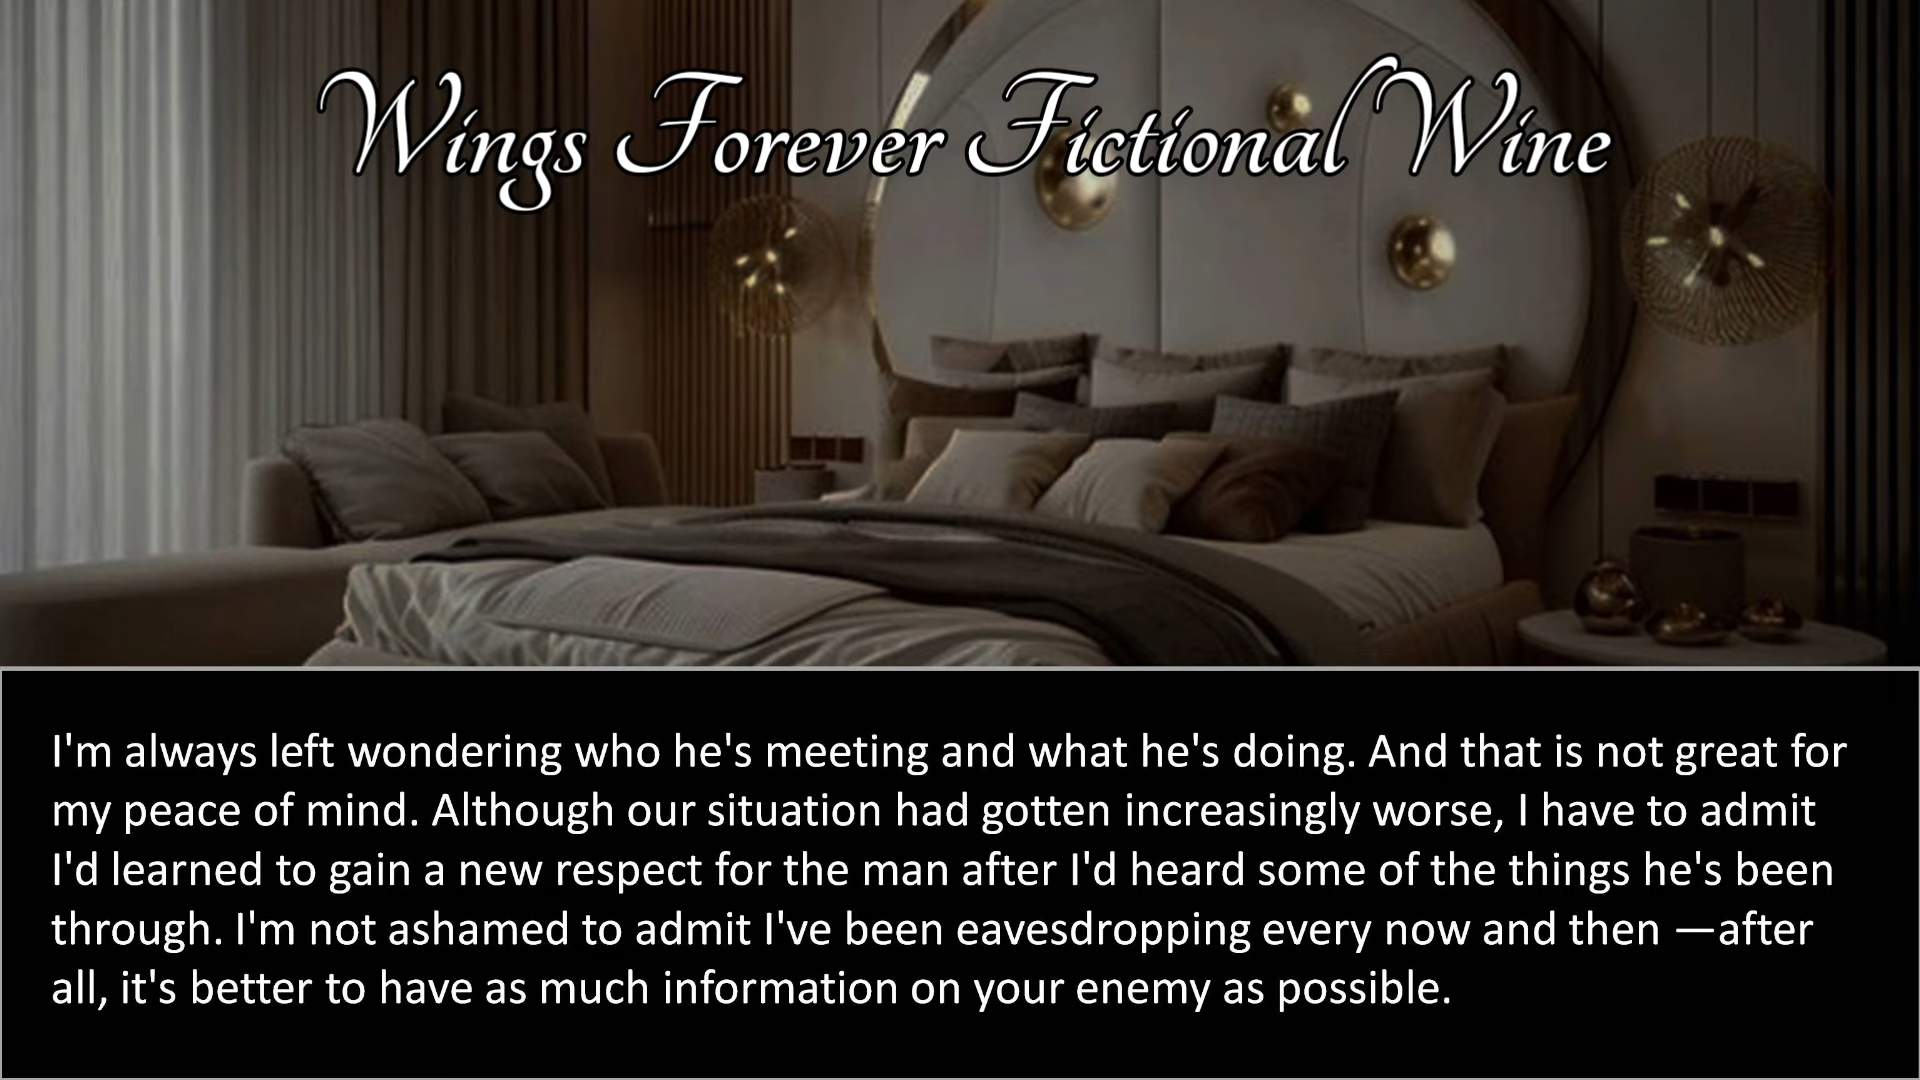 Wings Forever Fictional Wine
I'm always left wondering who he's meeting and what he's doing. And that is not great for
my peace of mind. Although our situation had gotten increasingly worse, I have to admit
I'd learned to gain a new respect for the man after I'd heard some of the things he's been
through. I'm not ashamed to admit I've been eavesdropping every now and then —after
all, it's better to have as much information on your enemy as possible.